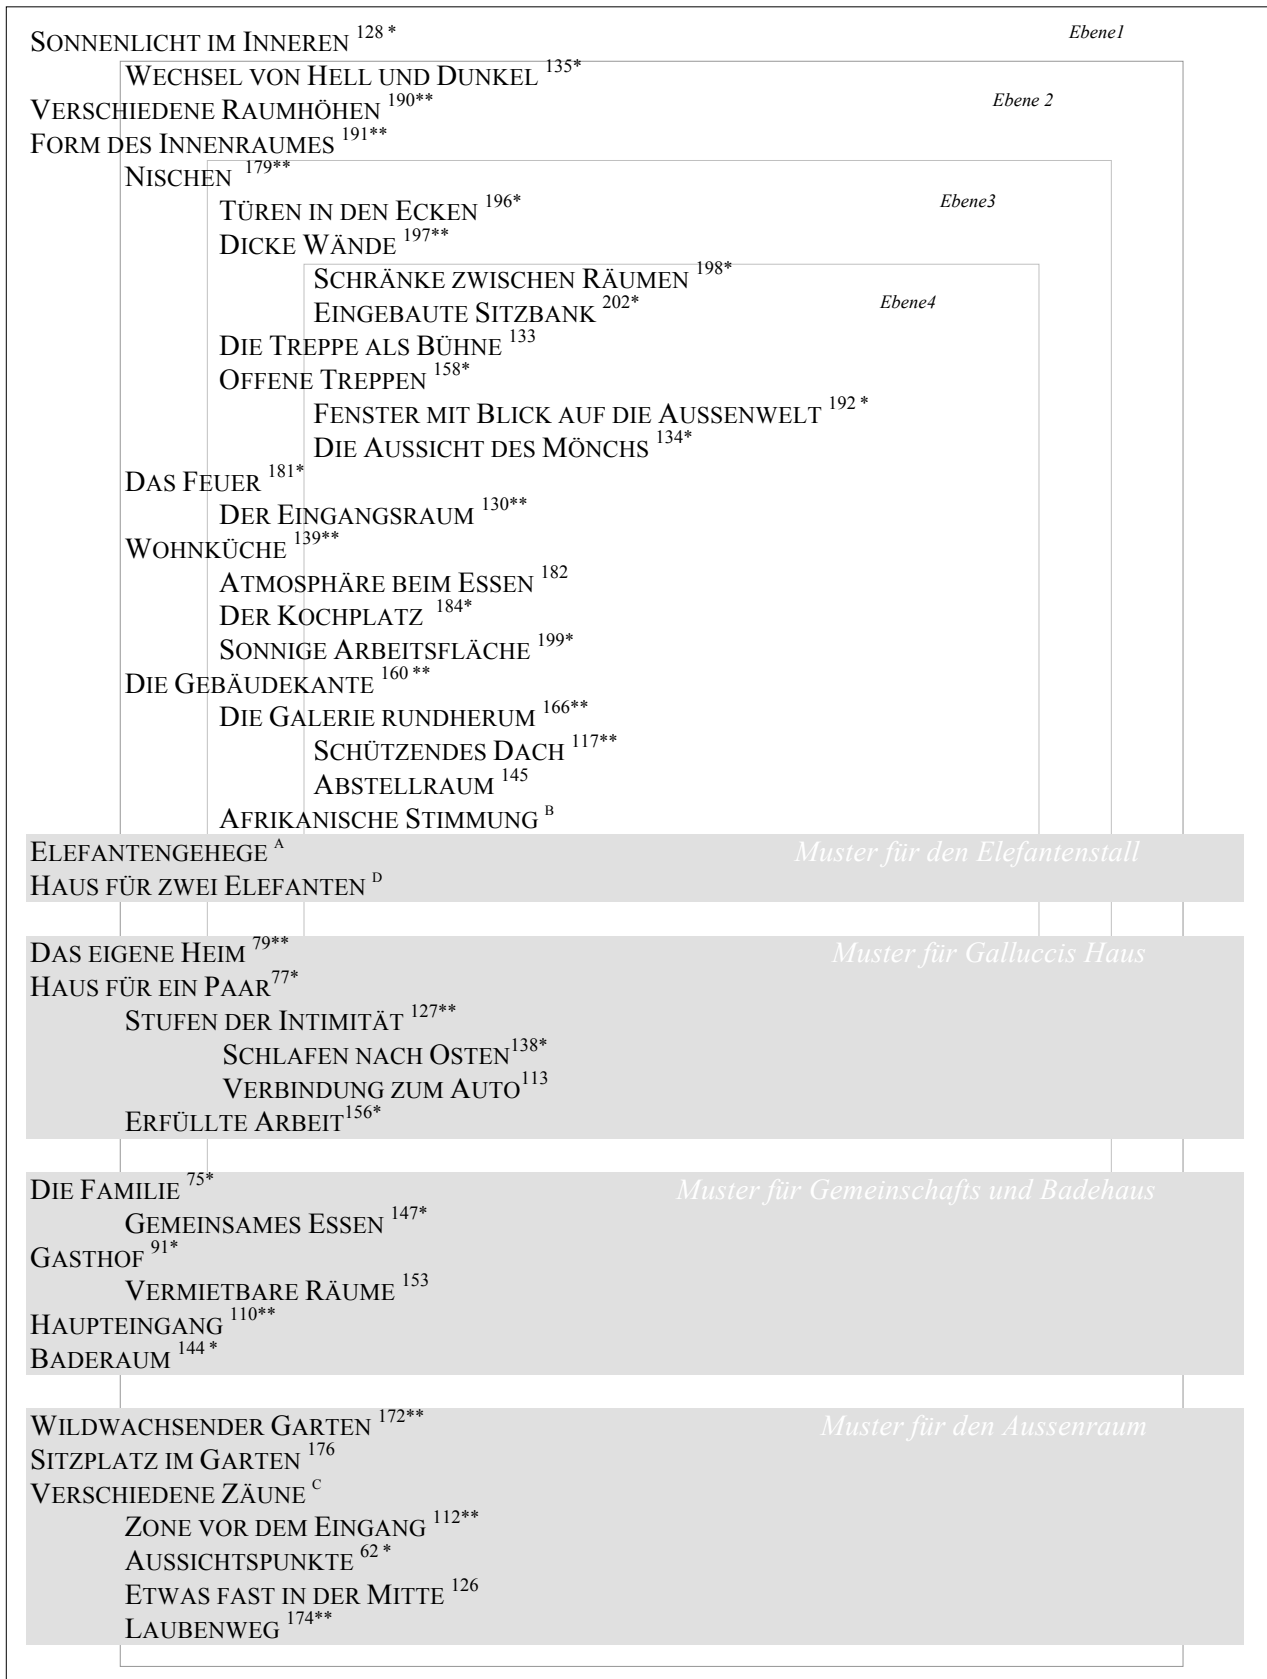 SONNENLICHT IM INNEREN 128 * Ebene1
WECHSEL VON HELL UND DUNKEL 135*
VERSCHIEDENE RAUMHÖHEN 190** Ebene 2
FORM DES INNENRAUMES 191**
NISCHEN 179**
TÜREN IN DEN ECKEN 196* Ebene3
DICKE WÄNDE 197**
SCHRÄNKE ZWISCHEN RÄUMEN 198*
EINGEBAUTE SITZBANK 202* Ebene4
DIE TREPPE ALS BÜHNE 133
OFFENE TREPPEN 158*
FENSTER MIT BLICK AUF DIE AUSSENWELT 192 *
DIE AUSSICHT DES MÖNCHS 134*
DAS FEUER 181*
DER EINGANGSRAUM 130**
WOHNKÜCHE 139**
ATMOSPHÄRE BEIM ESSEN 182
DER KOCHPLATZ 184*
SONNIGE ARBEITSFLÄCHE 199*
DIE GEBÄUDEKANTE 160 **
DIE GALERIE RUNDHERUM 166**
SCHÜTZENDES DACH 117**
ABSTELLRAUM 145
AFRIKANISCHE STIMMUNG B
ELEFANTENGEHEGE A Muster für den Elefantenstall
HAUS FÜR ZWEI ELEFANTEN D
DAS EIGENE HEIM 79** Muster für Galluccis Haus
HAUS FÜR EIN PAAR77*
STUFEN DER INTIMITÄT 127**
SCHLAFEN NACH OSTEN138*
VERBINDUNG ZUM AUTO113
ERFÜLLTE ARBEIT156*
DIE FAMILIE 75* Muster für Gemeinschafts und Badehaus
GEMEINSAMES ESSEN 147*
GASTHOF 91*
VERMIETBARE RÄUME 153
HAUPTEINGANG 110**
BADERAUM 144 *
WILDWACHSENDER GARTEN 172** Muster für den Aussenraum
SITZPLATZ IM GARTEN 176
VERSCHIEDENE ZÄUNE C
ZONE VOR DEM EINGANG 112**
AUSSICHTSPUNKTE 62 *
ETWAS FAST IN DER MITTE 126
LAUBENWEG 174**